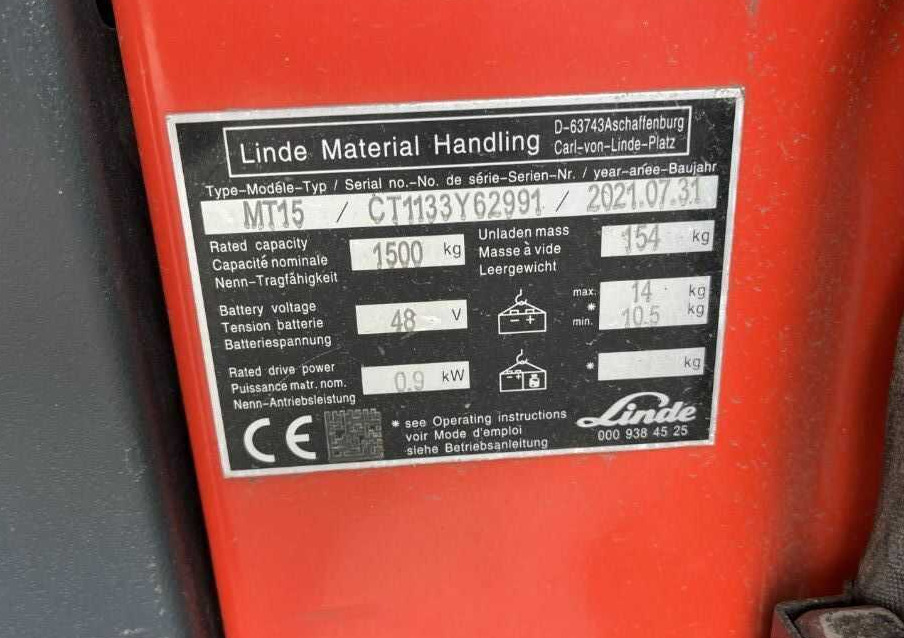 Linde Material Handling
D-63743Aschaffenburg
Carl-von-Linde-Platz
Type-Modéle-Typ / Serial no.-No. de série-Serien-Nr. / year-anée-Baujahr
MT15 / CT1133Y62991 / 2021.07.31
Rated capacity
Capacité nominale
Nenn-Tragfähigkeit
1500 kg
Unladen mass
Masse à vide
Leergewicht
154 kg
Battery voltage
Tension batterie
Batteriespannung
48 V
max. 14 kg
*
min. 10.5 kg
Rated drive power
Puissance matr. nom.
Nenn-Antriebsleistung
0.9 kW
* kg
CE
* see Operating instructions
voir Mode d'emploi
siehe Betriebsanleitung
Linde
000 938 45 25